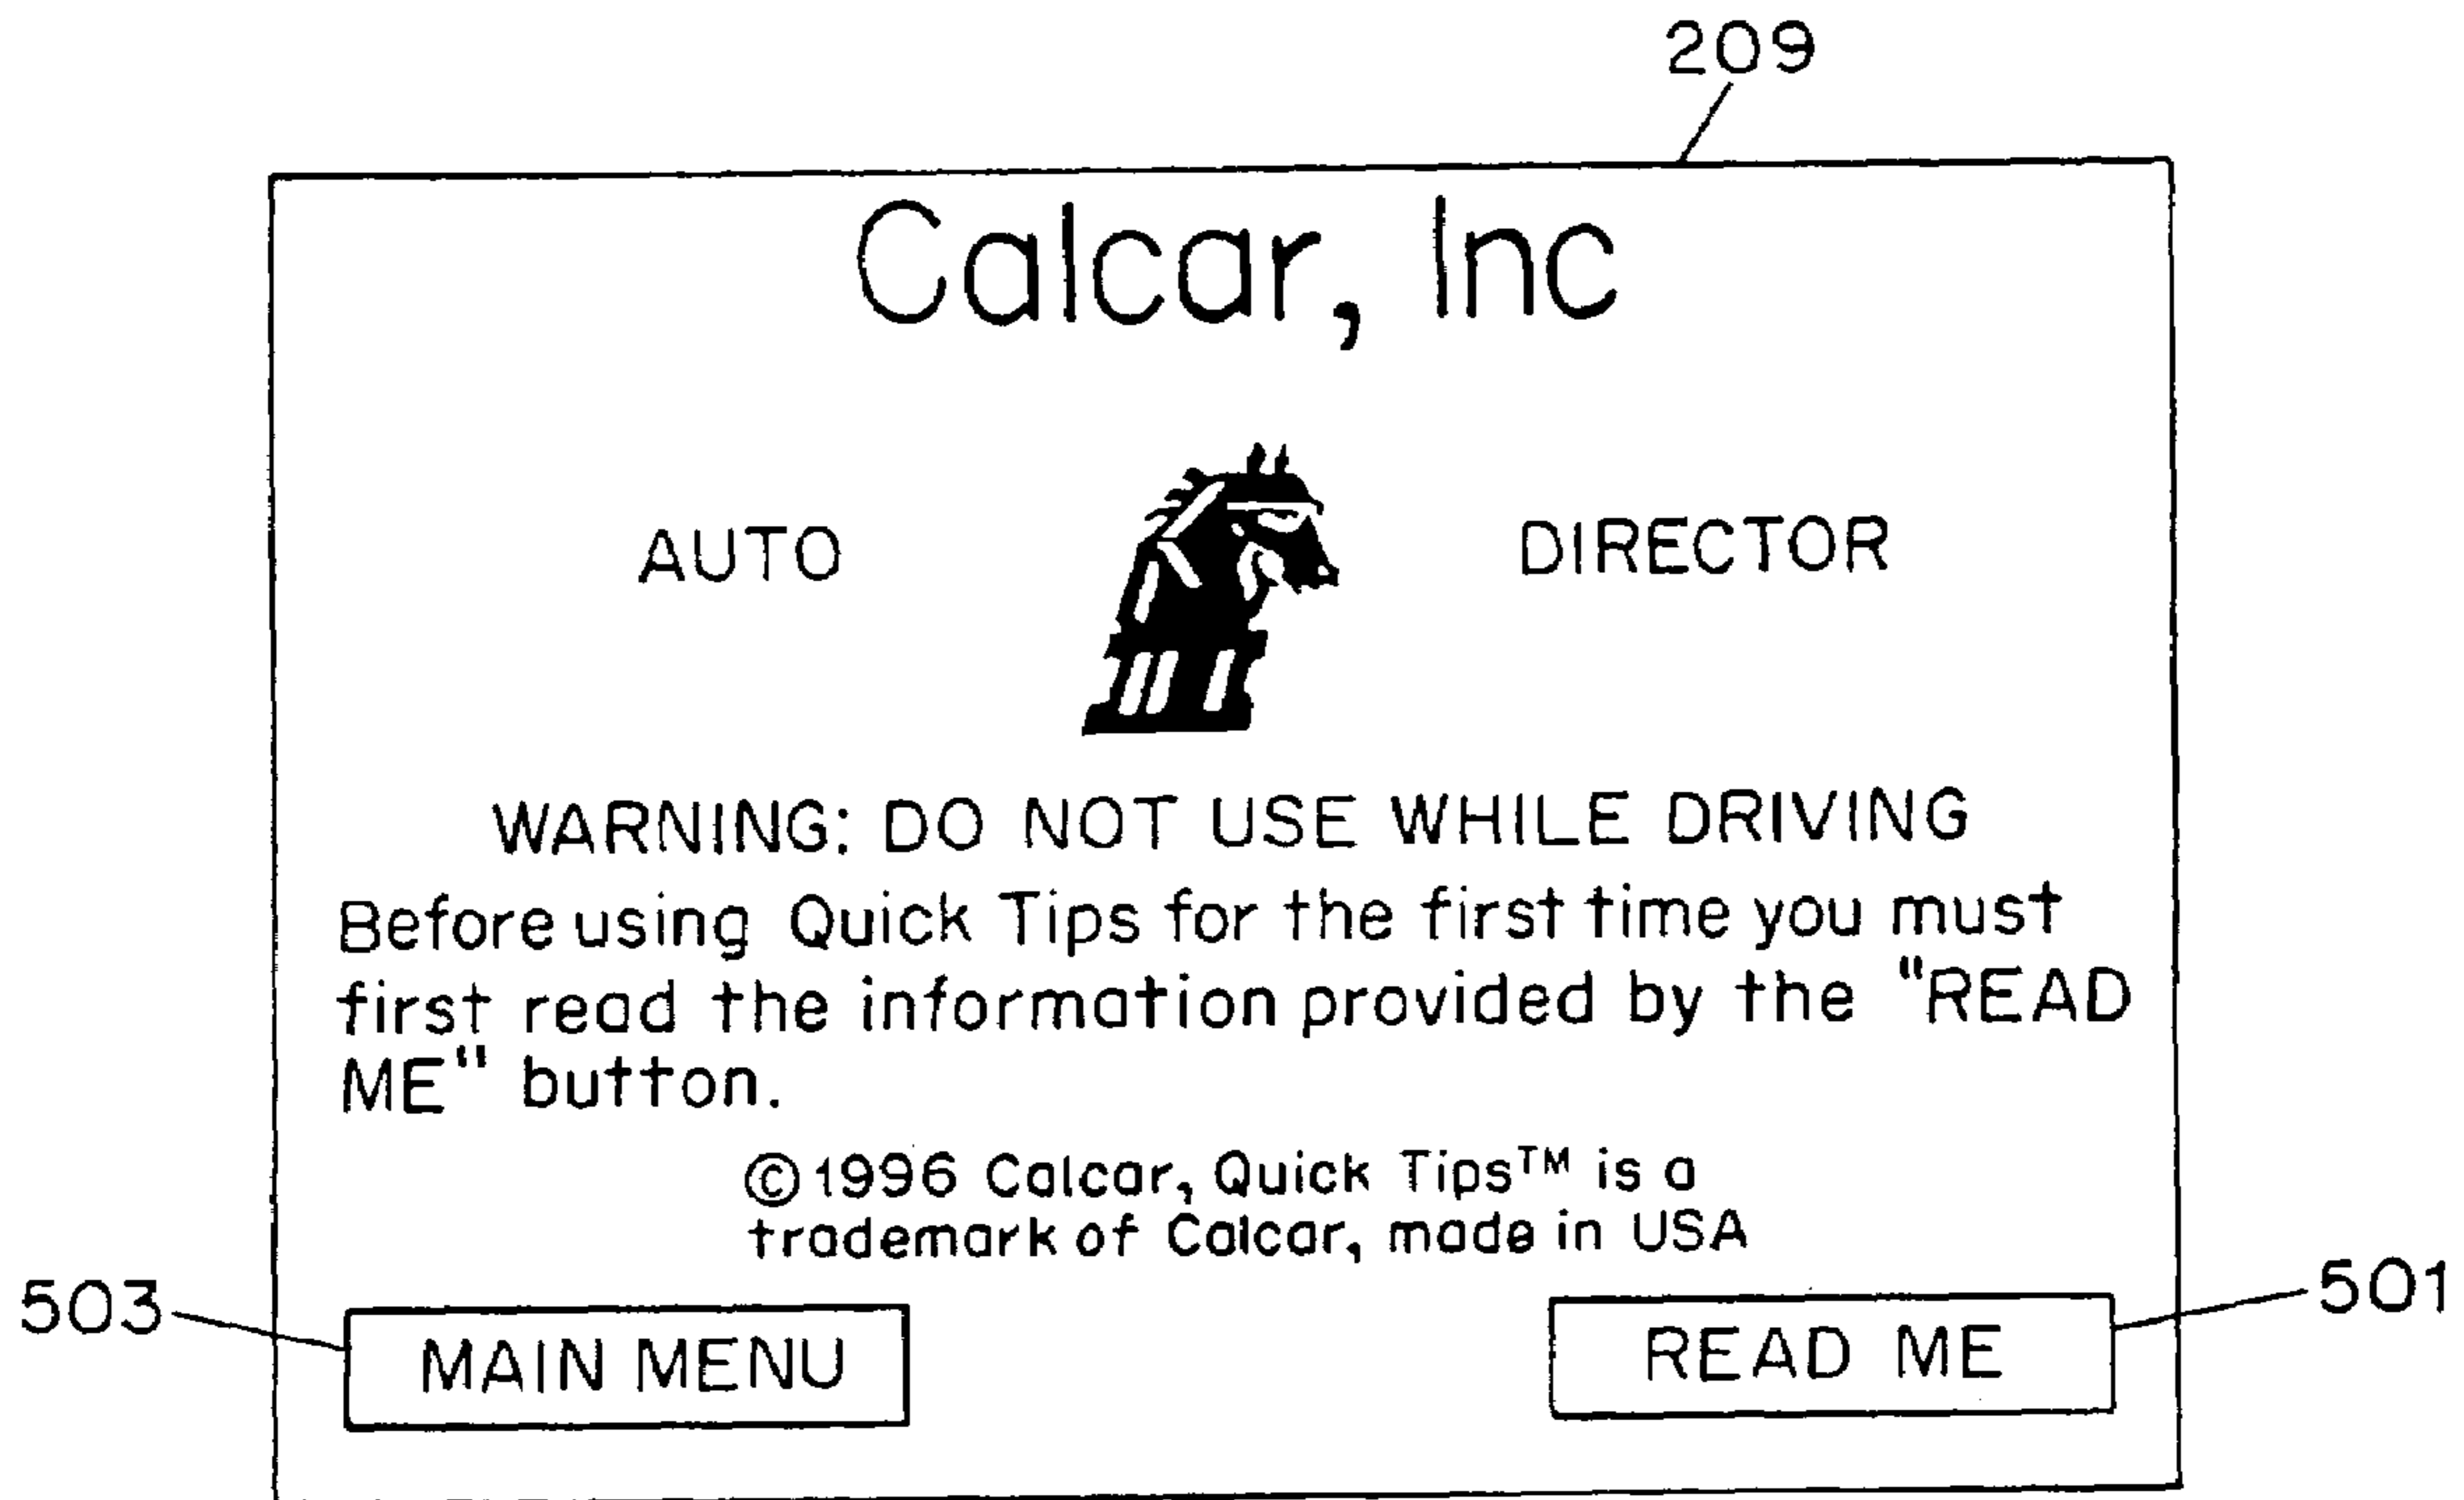 209
Calcar, Inc
AUTO DIRECTOR
WARNING: DO NOT USE WHILE DRIVING
Before using Quick Tips for the first time you must
first read the information provided by the "READ
ME" button.
©1996 Calcar, Quick Tips™ is a
trademark of Calcar, made in USA
503 MAIN MENU READ ME 501